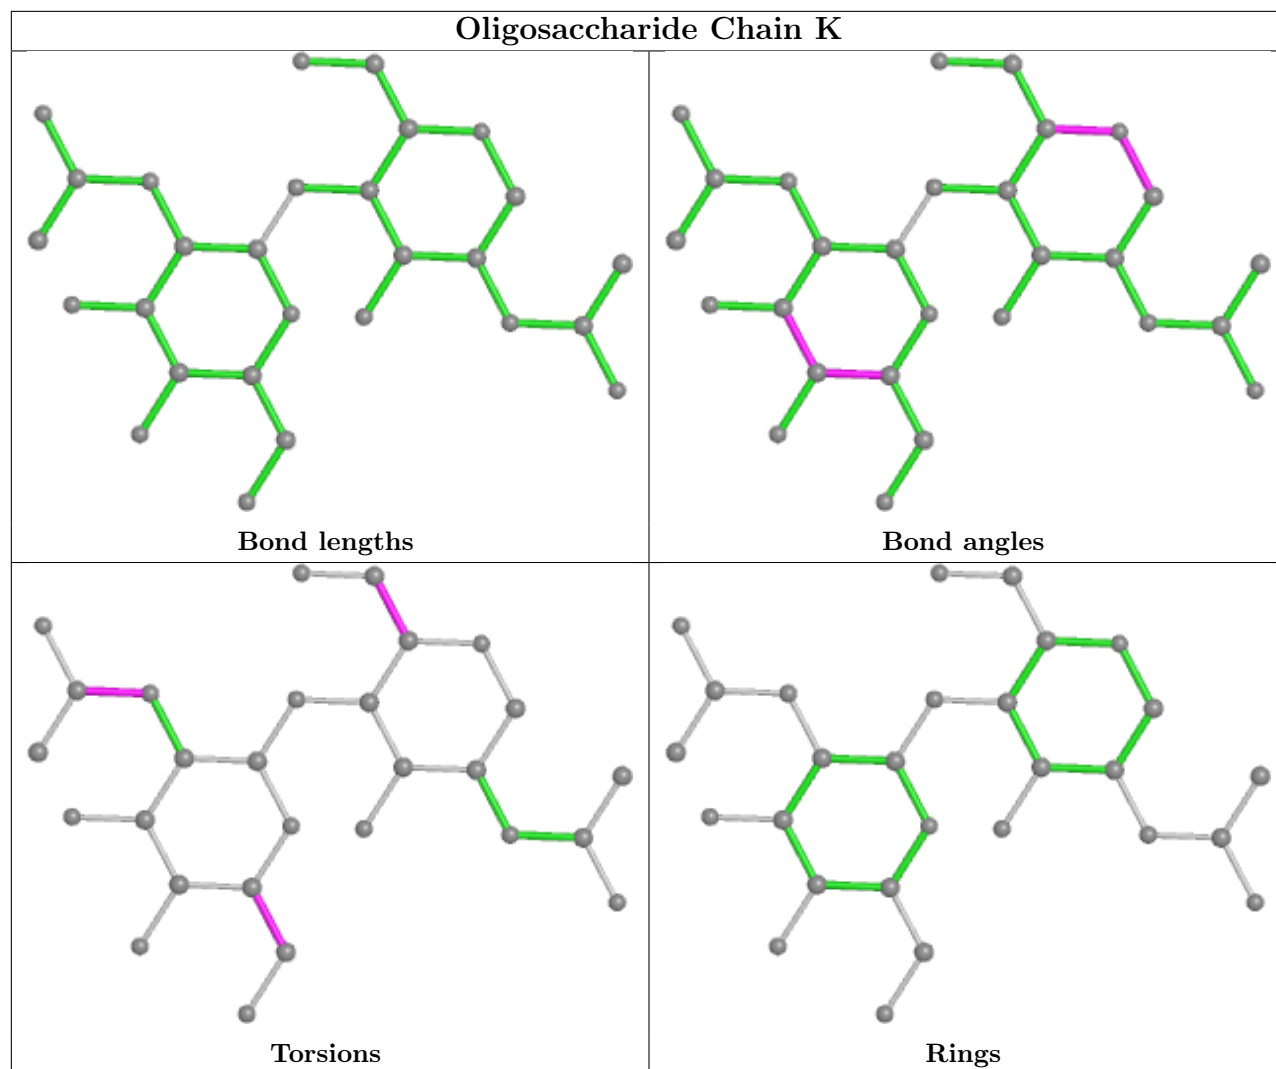 Oligosaccharide Chain K
Bond lengths
Bond angles
Torsions
Rings